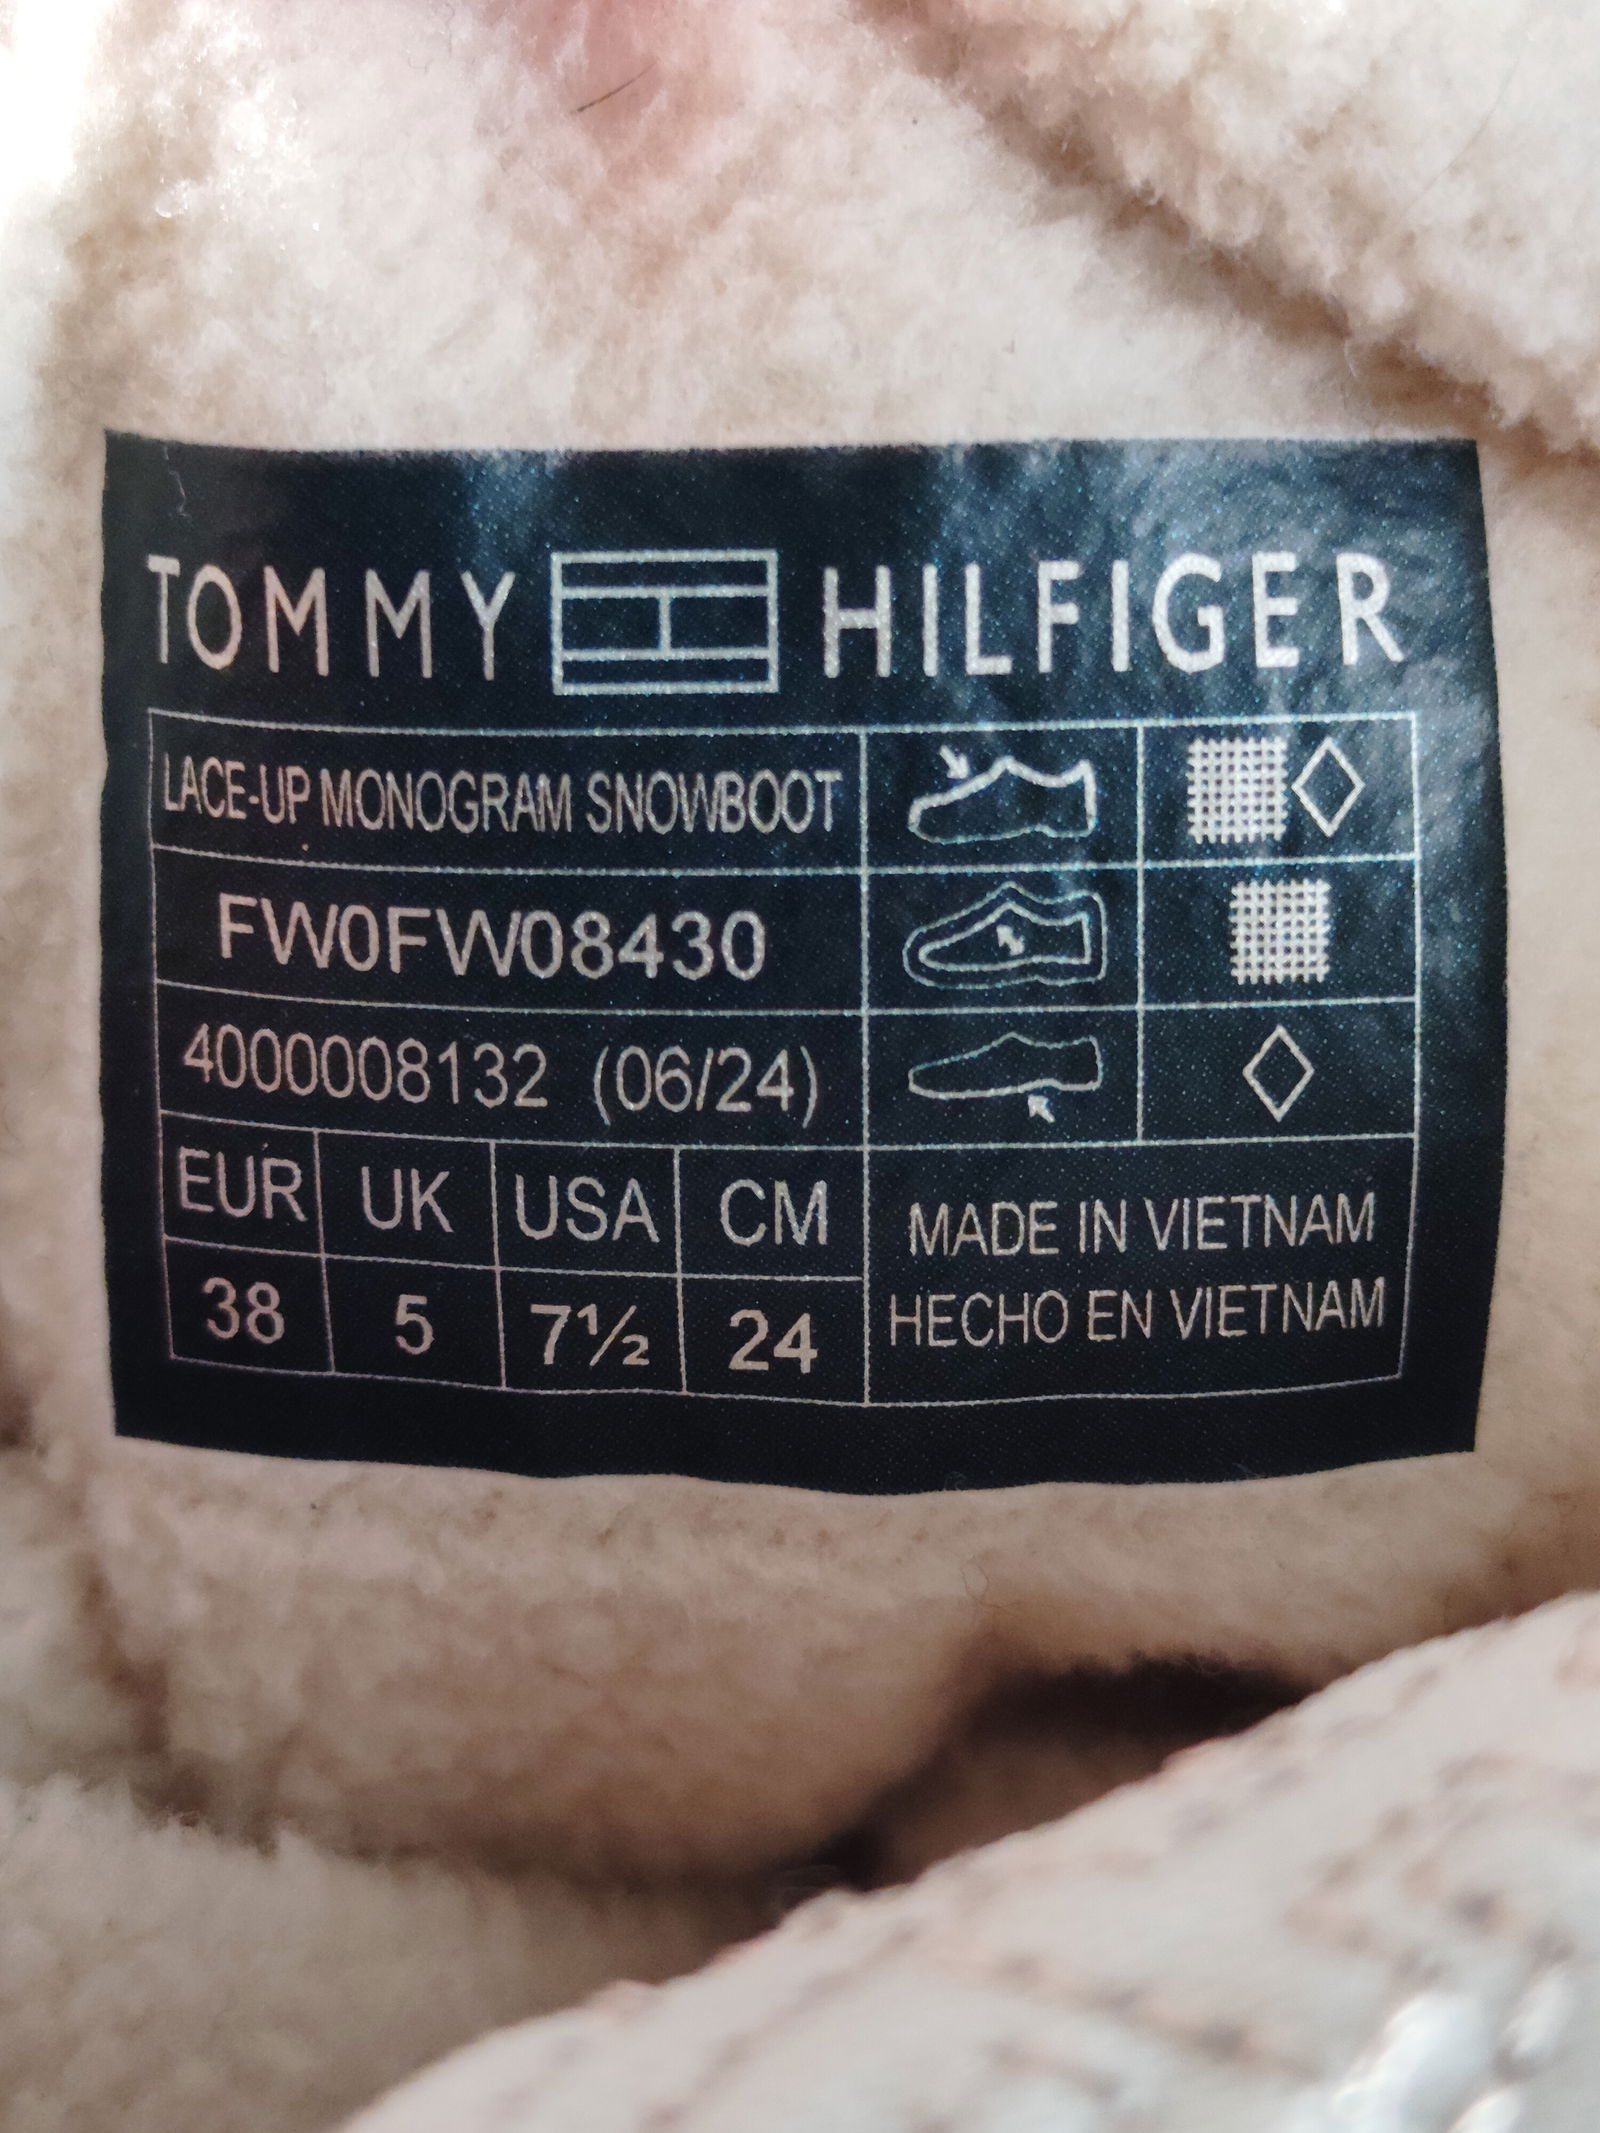 TOMMY HILFIGER
LACE-UP MONOGRAM SNOWBOOT
FW0FW08430
4000008132 (06/24)
EUR UK USA CM
38 5 7½ 24
MADE IN VIETNAM
HECHO EN VIETNAM